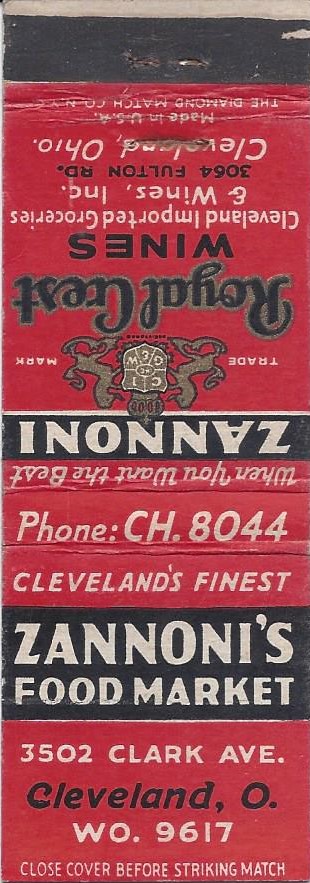 When You Want the Best
ZANNONI
TRADE MARK
Royal Crest
WINES
Cleveland Imported Groceries
& Wines, Inc.
3064 FULTON RD.
Cleveland, Ohio.
Made in U.S.A.
THE DIAMOND MATCH CO. N.Y.C.
Phone: CH. 8044
CLEVELAND'S FINEST
ZANNONI'S
FOOD MARKET
3502 CLARK AVE.
Cleveland, O.
WO. 9617
CLOSE COVER BEFORE STRIKING MATCH